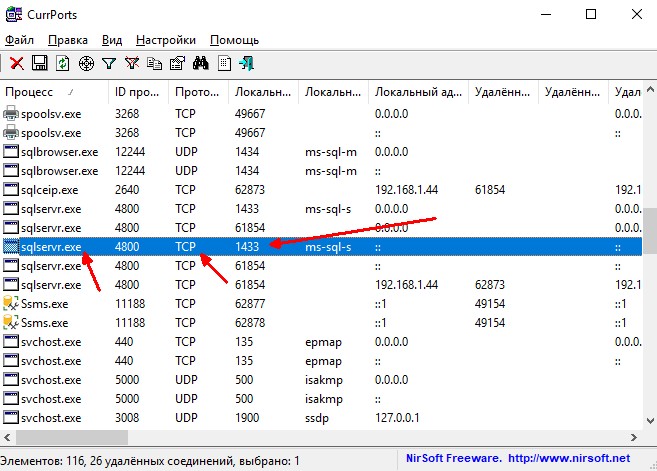 CurrPorts
Файл Правка Вид Настройки Помощь
Процесс / ID про... Прото... Локальн... Локальн... Локальный ад... Удалённ... Удалённ... Удал
spoolsv.exe 3268 TCP 49667 0.0.0.0 0.0.0.
spoolsv.exe 3268 TCP 49667 :: ::
sqlbrowser.exe 12244 UDP 1434 ms-sql-m 0.0.0.0
sqlbrowser.exe 12244 UDP 1434 ms-sql-m ::
sqlceip.exe 2640 TCP 62873 192.168.1.44 61854 192.1
sqlservr.exe 4800 TCP 1433 ms-sql-s 0.0.0.0 0.0.0.
sqlservr.exe 4800 TCP 61854 0.0.0.0 0.0.0.
sqlservr.exe 4800 TCP 1433 ms-sql-s :: ::
sqlservr.exe 4800 TCP 61854 :: ::
sqlservr.exe 4800 TCP 61854 192.168.1.44 62873 192.1
Ssms.exe 11188 TCP 62877 ::1 49154 ::1
Ssms.exe 11188 TCP 62878 ::1 49154 ::1
svchost.exe 440 TCP 135 epmap 0.0.0.0 0.0.0.
svchost.exe 440 TCP 135 epmap :: ::
svchost.exe 5000 UDP 500 isakmp 0.0.0.0
svchost.exe 5000 UDP 500 isakmp ::
svchost.exe 3008 UDP 1900 ssdp 127.0.0.1
Элементов: 116, 26 удалённых соединений, выбрано: 1 NirSoft Freeware. http://www.nirsoft.net